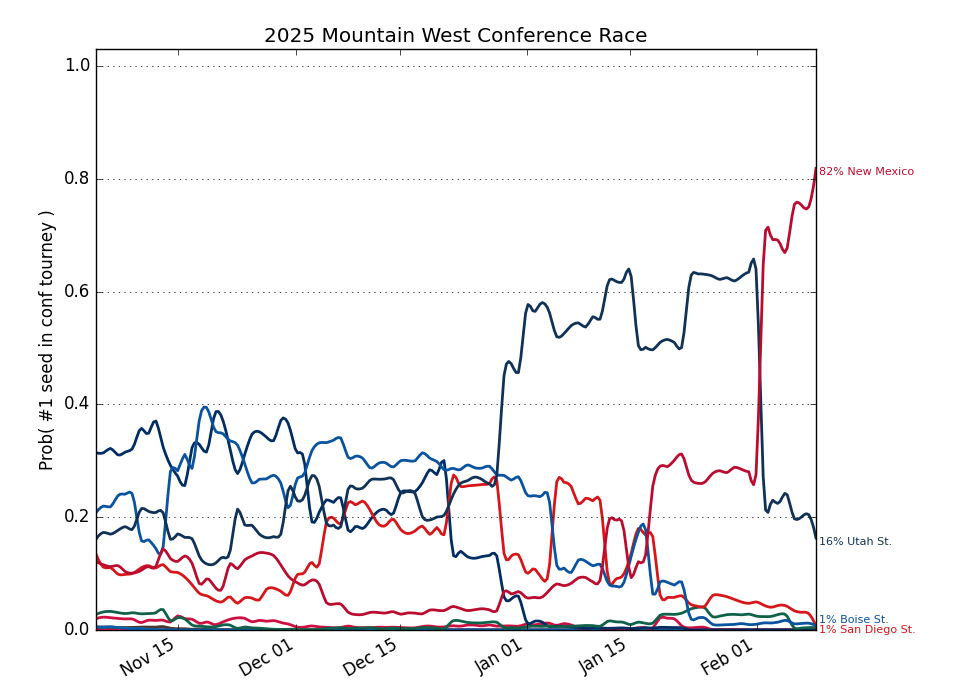 2025 Mountain West Conference Race
1.0
0.8
0.6
0.4
0.2
0.0
Prob( #1 seed in conf tourney )
82% New Mexico
16% Utah St.
1% Boise St.
1% San Diego St.
Nov 15
Dec 01
Dec 15
Jan 01
Jan 15
Feb 01